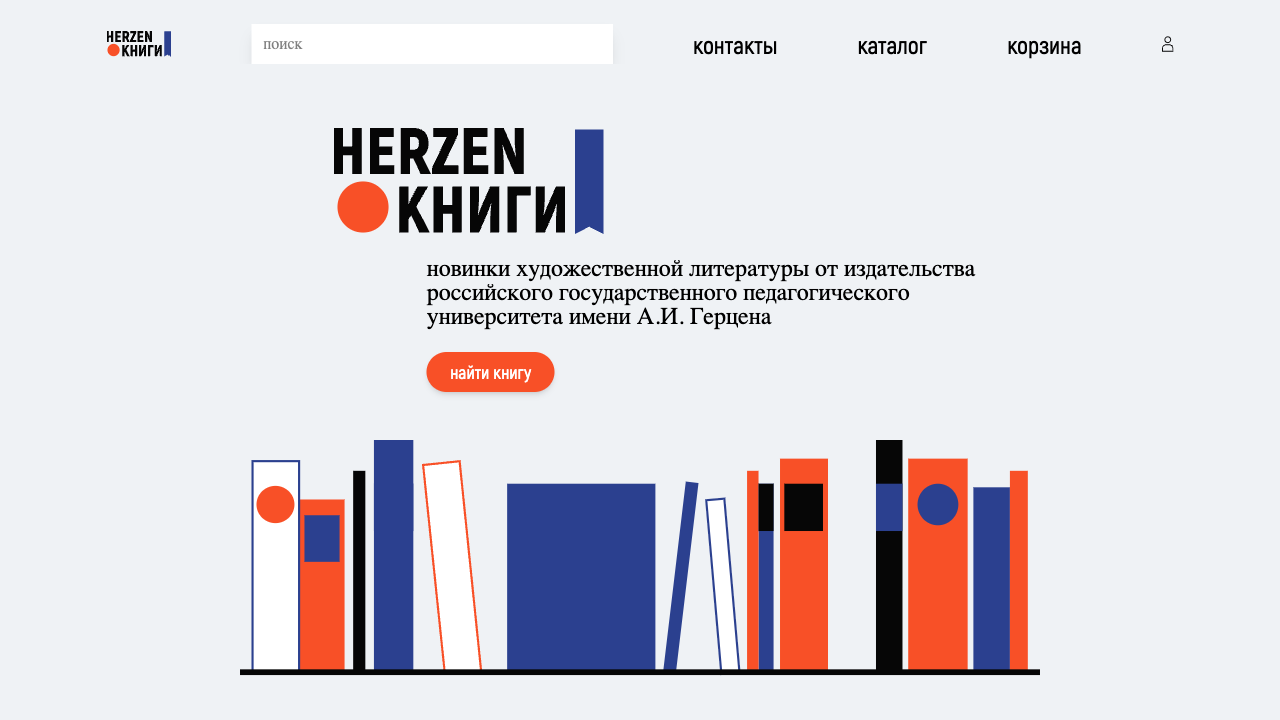 HERZEN
КНИГИ
поиск
контакты
каталог
корзина
HERZEN
КНИГИ
новинки художественной литературы от издательства
российского государственного педагогического
университета имени А.И. Герцена
найти книгу